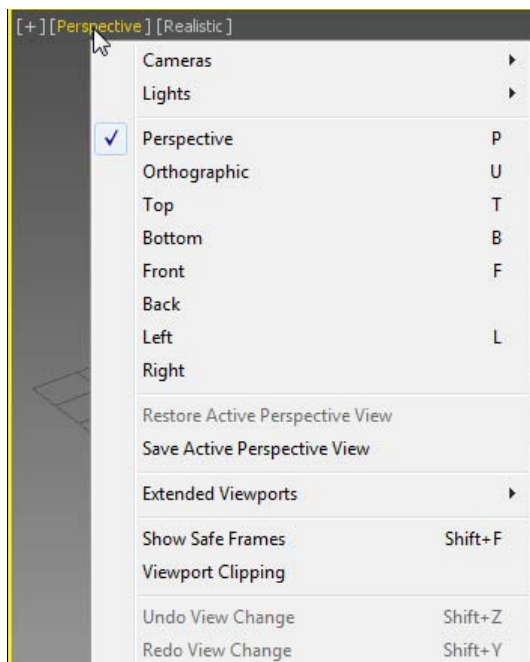 [+][Perspective][Realistic]
Cameras
Lights
Perspective P
Orthographic U
Top T
Bottom B
Front F
Back
Left L
Right
Restore Active Perspective View
Save Active Perspective View
Extended Viewports
Show Safe Frames Shift+F
Viewport Clipping
Undo View Change Shift+Z
Redo View Change Shift+Y